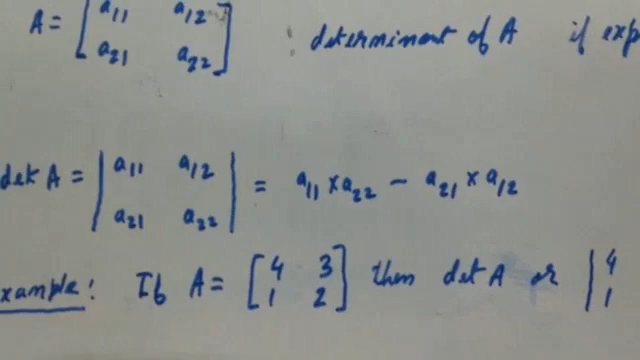 A = [a11 a12
a21 a22] : determinant of A if exp
det A = |a11 a12
a21 a22| = a11 x a22 - a21 x a12
xample: If A = [4 3
1 2] then det A or |4
1